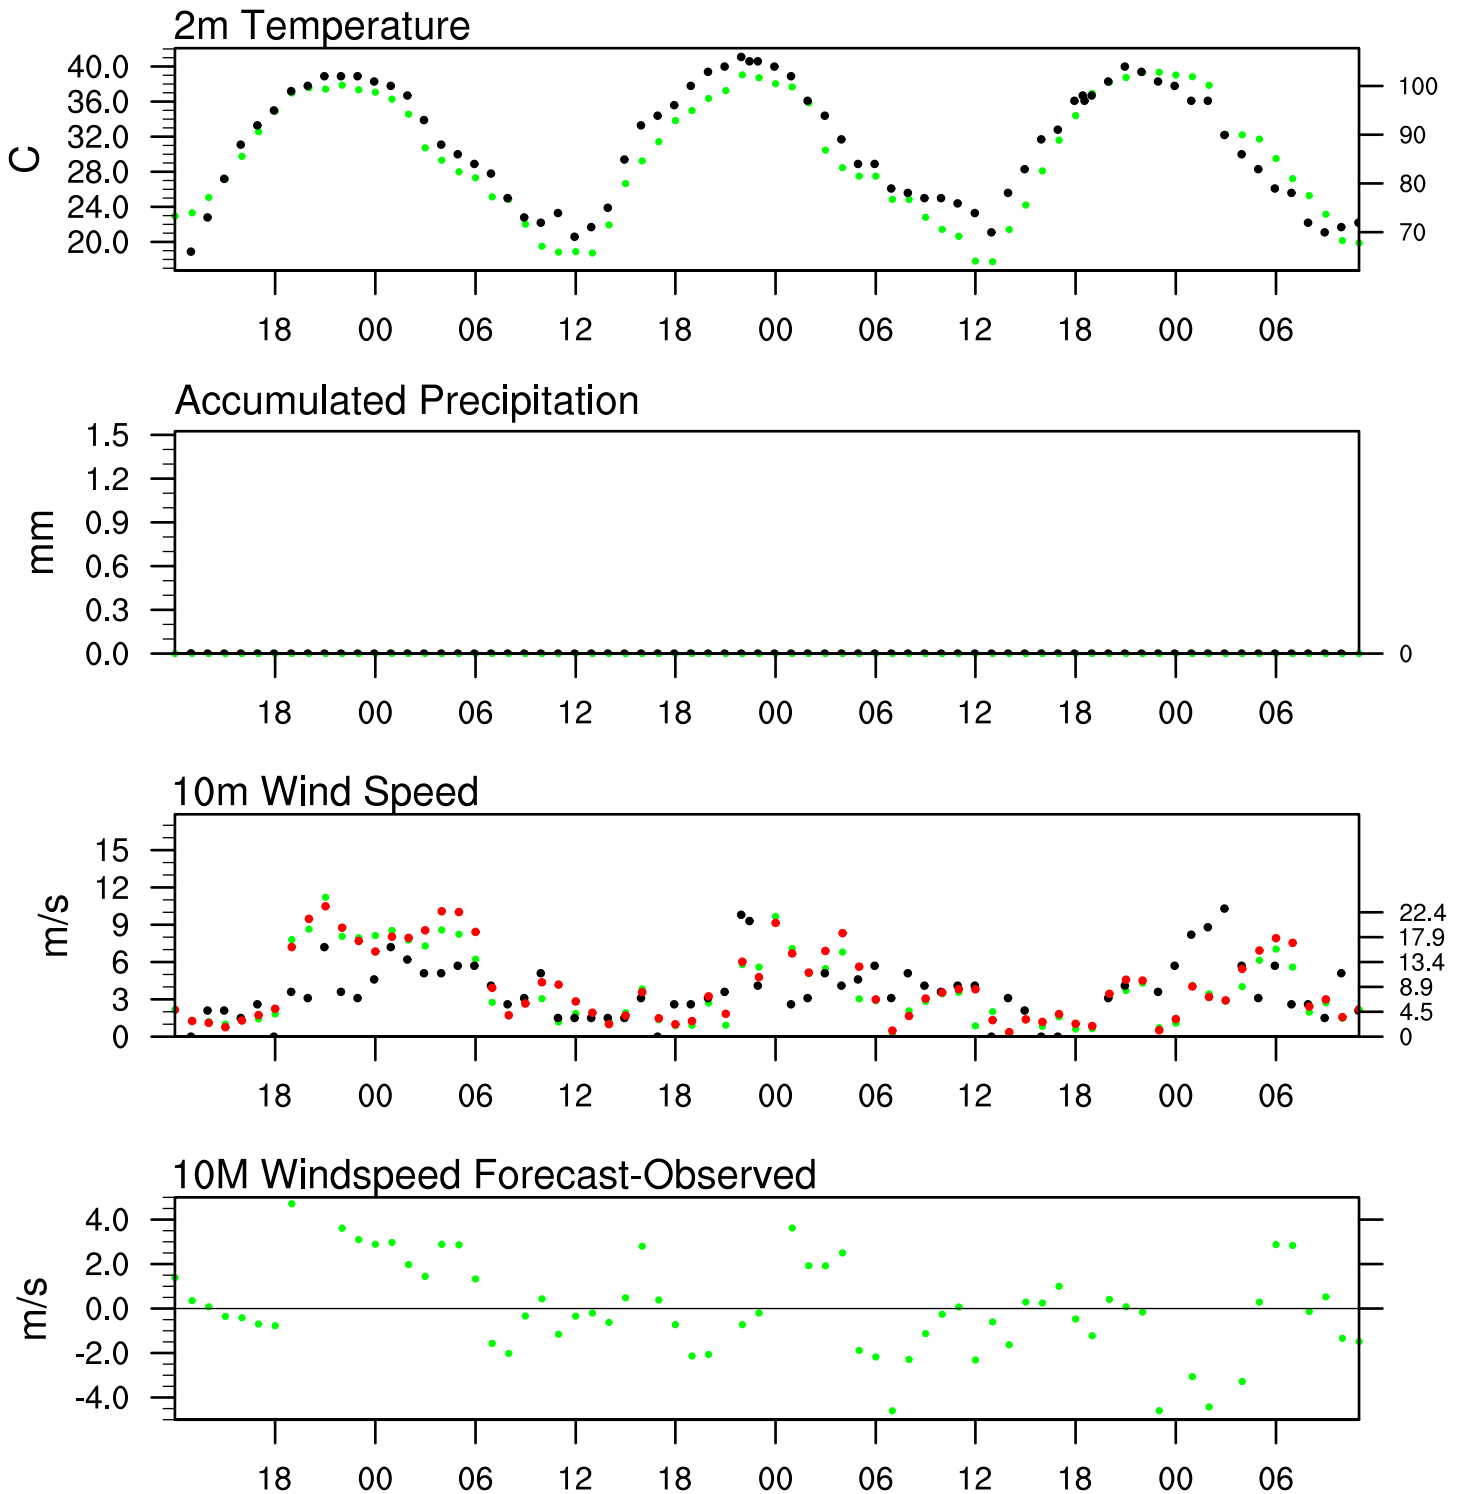 2m Temperature
C
40.0
36.0
32.0
28.0
24.0
20.0
100
90
80
70
18 00 06 12 18 00 06 12 18 00 06
Accumulated Precipitation
mm
1.5
1.2
0.9
0.6
0.3
0.0
0
18 00 06 12 18 00 06 12 18 00 06
10m Wind Speed
m/s
15
12
9
6
3
0
22.4
17.9
13.4
8.9
4.5
0
18 00 06 12 18 00 06 12 18 00 06
10M Windspeed Forecast-Observed
m/s
4.0
2.0
0.0
-2.0
-4.0
18 00 06 12 18 00 06 12 18 00 06